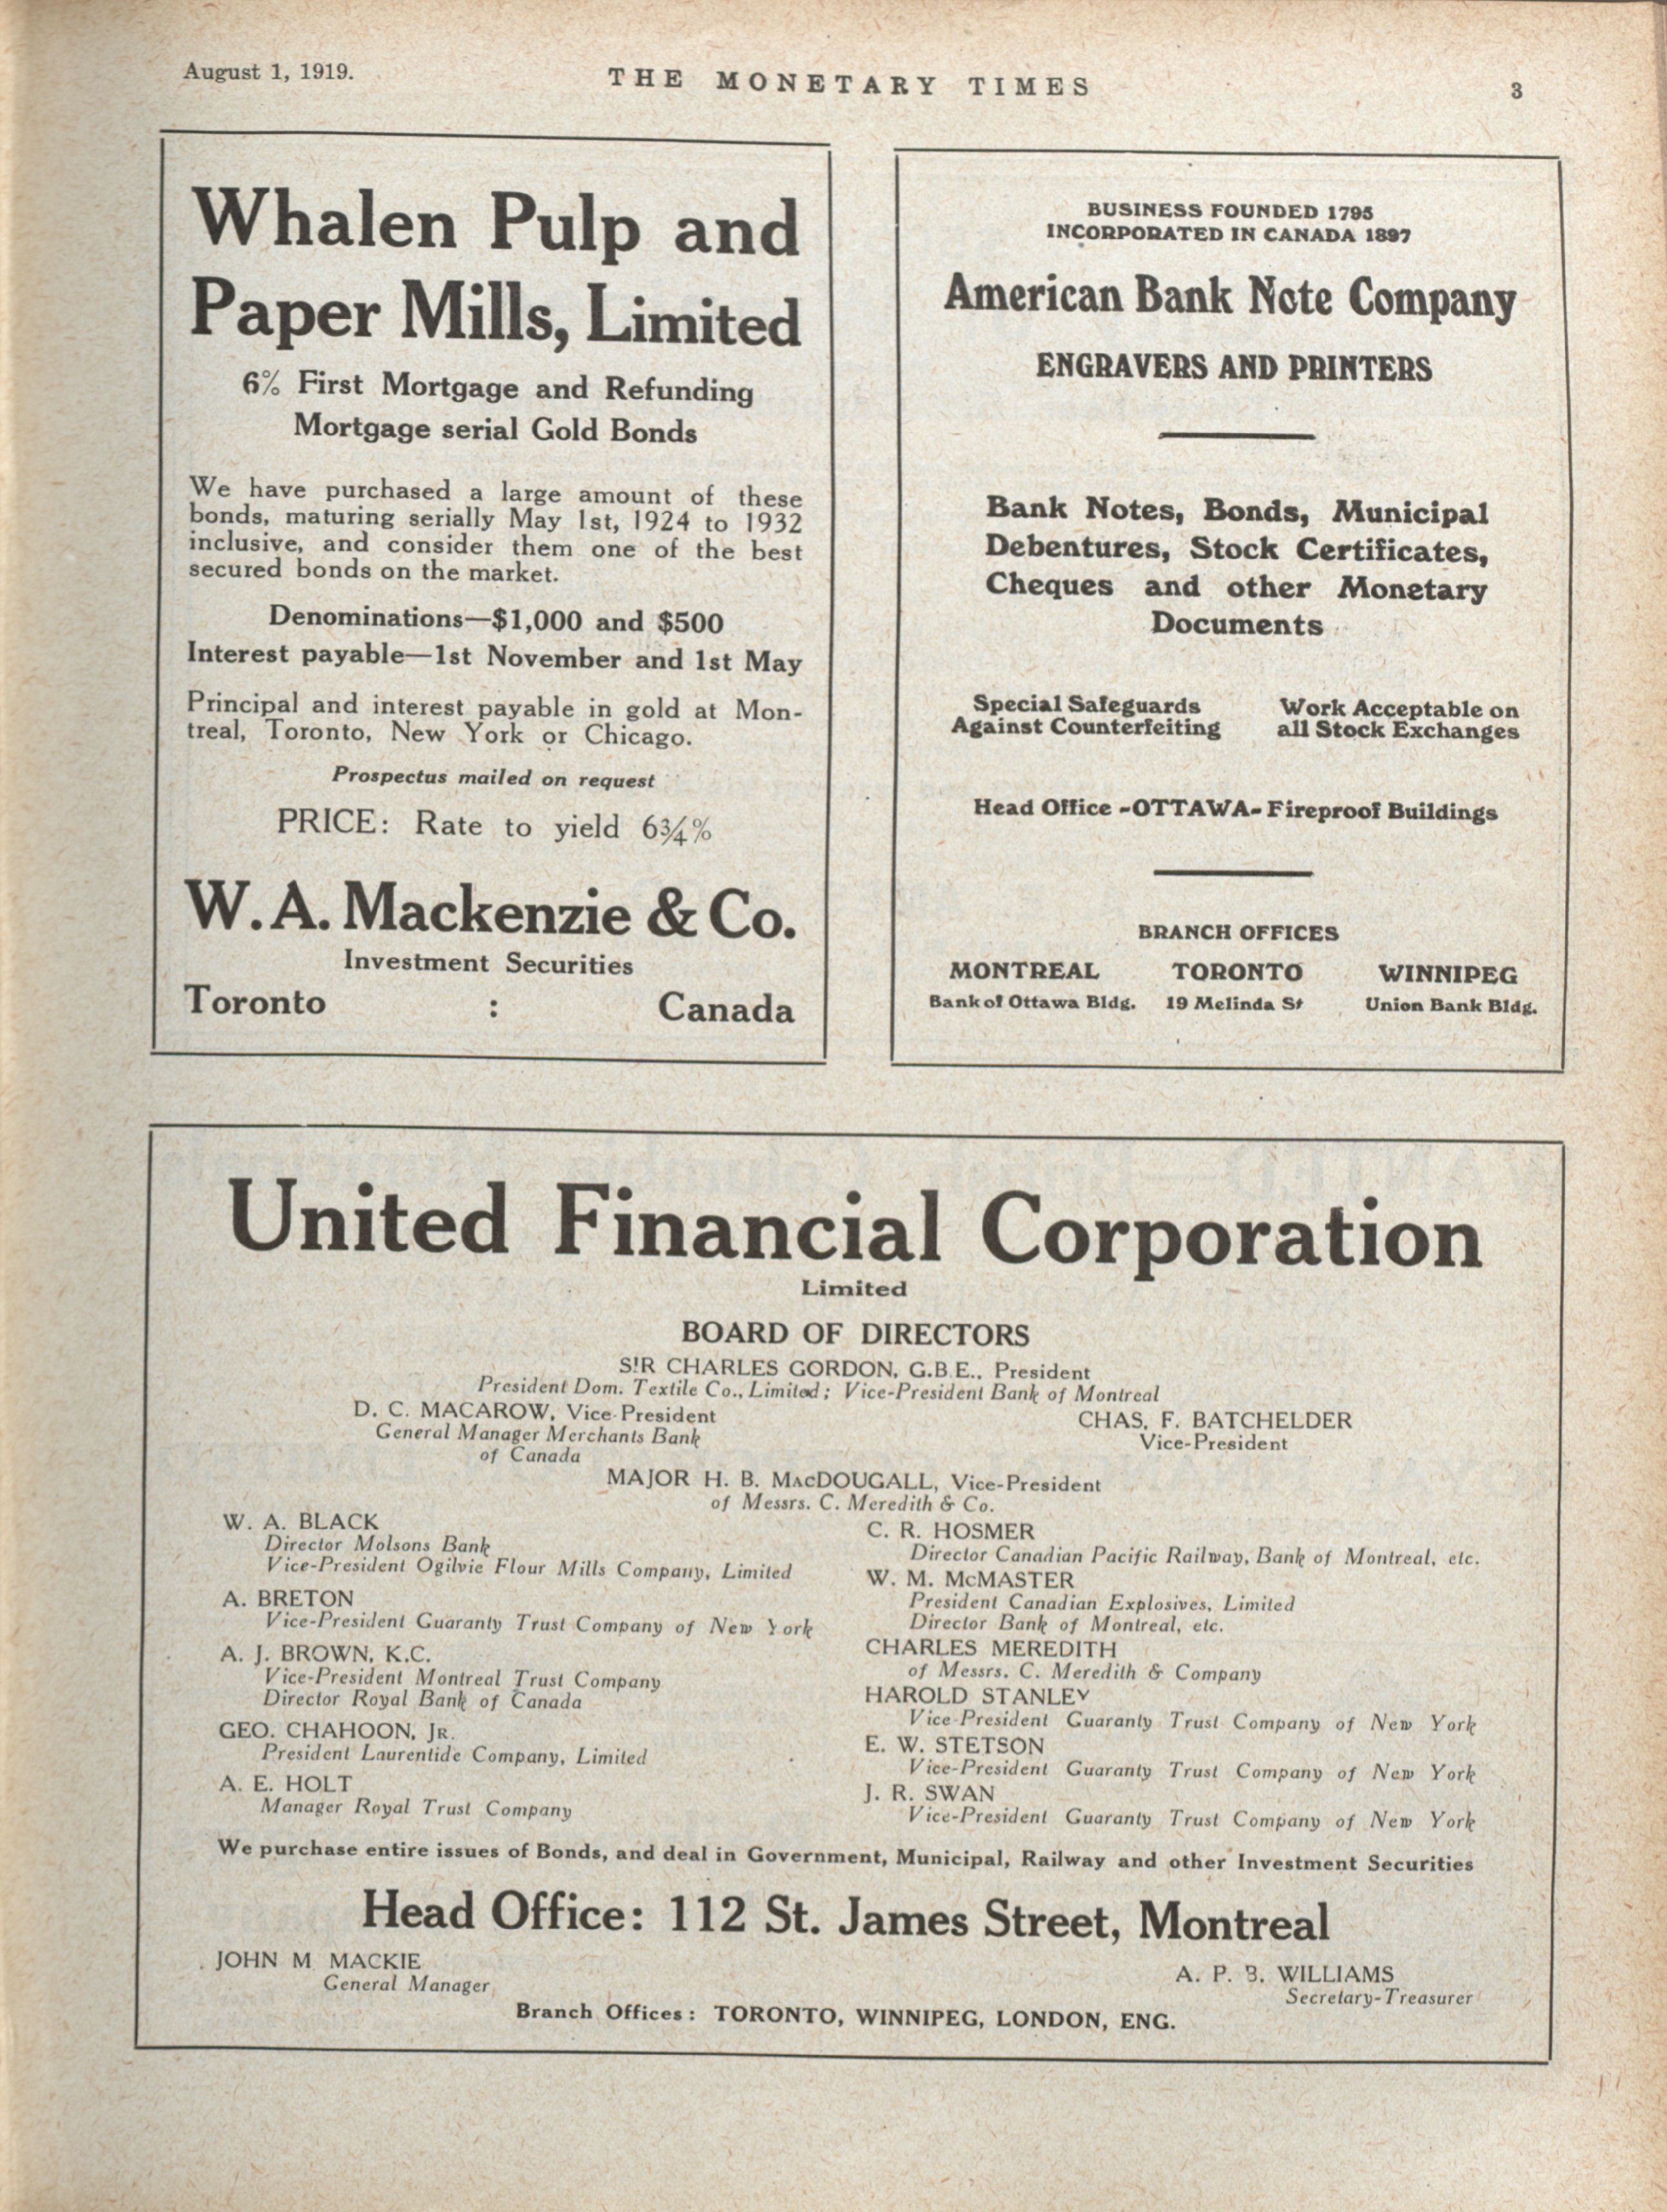 August 1, 1919.
THE MONETARY TIMES
3
Whalen Pulp and
Paper Mills, Limited
6% First Mortgage and Refunding
Mortgage serial Gold Bonds
We have purchased a large amount of these
bonds, maturing serially May 1st, 1924 to 1932
inclusive, and consider them one of the best
secured bonds on the market.
Denominations—$1,000 and $500
Interest payable—1st November and 1st May
Principal and interest payable in gold at Mon-
treal, Toronto, New York or Chicago.
Prospectus mailed on request
PRICE: Rate to yield 6¾%
W. A. Mackenzie & Co.
Investment Securities
Toronto : Canada
BUSINESS FOUNDED 1795
INCORPORATED IN CANADA 1897
American Bank Note Company
ENGRAVERS AND PRINTERS
Bank Notes, Bonds, Municipal
Debentures, Stock Certificates,
Cheques and other Monetary
Documents
Special Safeguards
Against Counterfeiting
Work Acceptable on
all Stock Exchanges
Head Office -OTTAWA- Fireproof Buildings
BRANCH OFFICES
MONTREAL TORONTO WINNIPEG
Bank of Ottawa Bldg. 19 Melinda St Union Bank Bldg.
United Financial Corporation
Limited
BOARD OF DIRECTORS
SIR CHARLES GORDON, G.B.E., President
President Dom. Textile Co., Limited; Vice-President Bank of Montreal
D. C. MACAROW, Vice-President
General Manager Merchants Bank
of Canada
CHAS. F. BATCHELDER
Vice-President
MAJOR H. B. MacDOUGALL, Vice-President
of Messrs. C. Meredith & Co.
W. A. BLACK
Director Molsons Bank
Vice-President Ogilvie Flour Mills Company, Limited
A. BRETON
Vice-President Guaranty Trust Company of New York
A. J. BROWN, K.C.
Vice-President Montreal Trust Company
Director Royal Bank of Canada
GEO. CHAHOON, JR.
President Laurentide Company, Limited
A. E. HOLT
Manager Royal Trust Company
C. R. HOSMER
Director Canadian Pacific Railway, Bank of Montreal, etc.
W. M. McMASTER
President Canadian Explosives, Limited
Director Bank of Montreal, etc.
CHARLES MEREDITH
of Messrs. C. Meredith & Company
HAROLD STANLEY
Vice-President Guaranty Trust Company of New York
E. W. STETSON
Vice-President Guaranty Trust Company of New York
J. R. SWAN
Vice-President Guaranty Trust Company of New York
We purchase entire issues of Bonds, and deal in Government, Municipal, Railway and other Investment Securities
Head Office: 112 St. James Street, Montreal
JOHN M MACKIE
General Manager
A. P. B. WILLIAMS
Secretary-Treasurer
Branch Offices: TORONTO, WINNIPEG, LONDON, ENG.